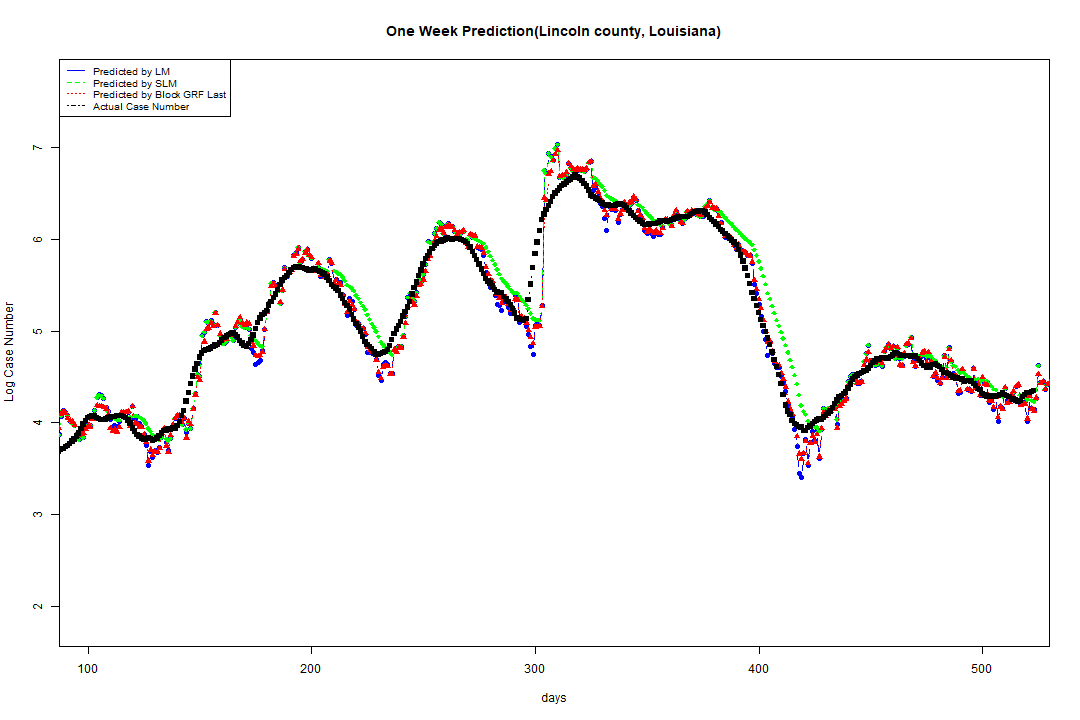 One Week Prediction(Lincoln county, Louisiana)
Predicted by LM
Predicted by SLM
Predicted by Block GRF Last
Actual Case Number
7
6
5
4
3
2
Log Case Number
100 200 300 400 500
days